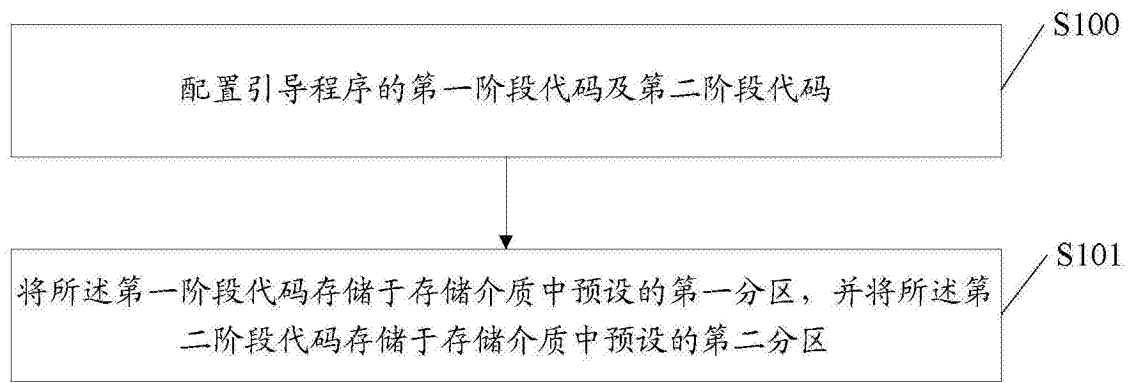 S100
配置引导程序的第一阶段代码及第二阶段代码
S101
将所述第一阶段代码存储于存储介质中预设的第一分区，并将所述第
二阶段代码存储于存储介质中预设的第二分区